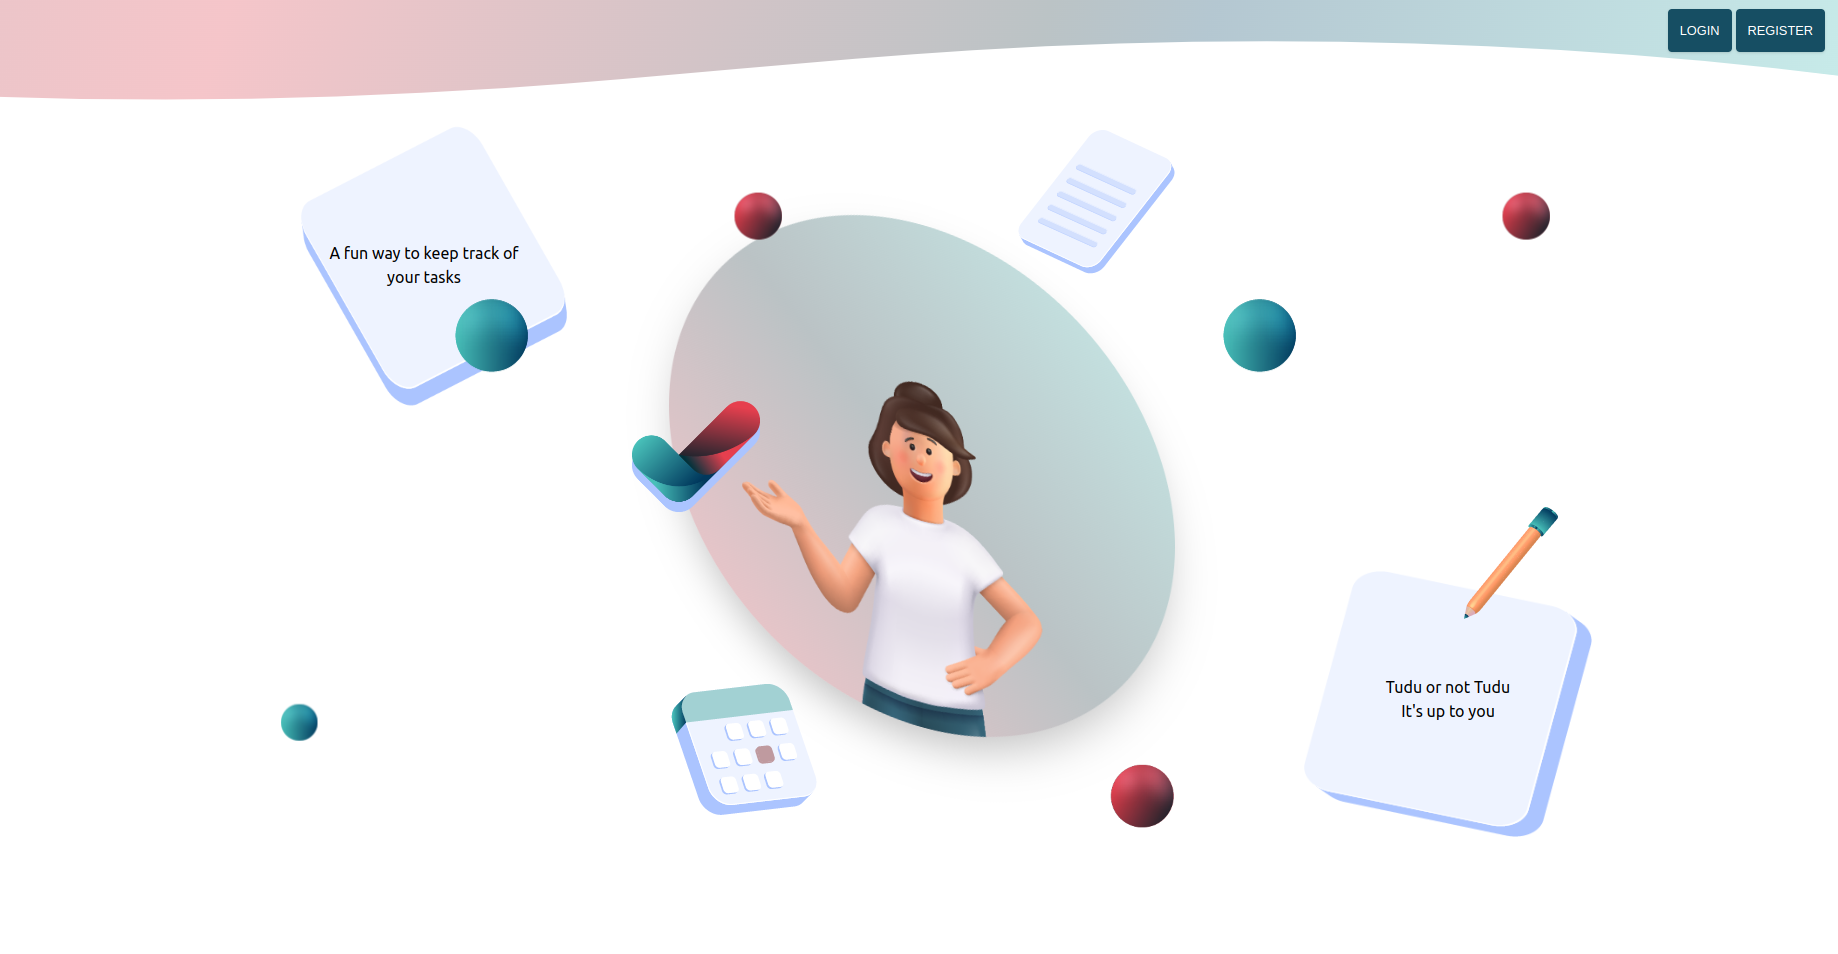 LOGIN REGISTER
A fun way to keep track of
your tasks
Tudu or not Tudu
It's up to you